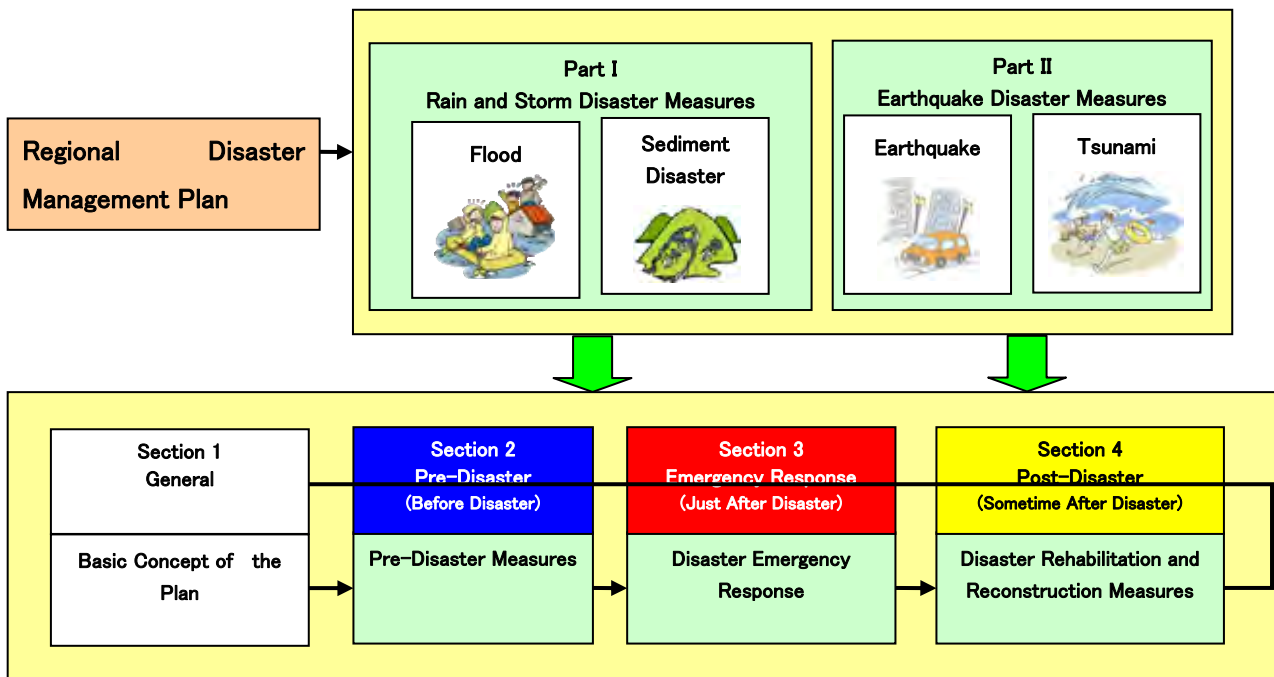 Regional Disaster
Management Plan
Part I
Rain and Storm Disaster Measures
Flood
Sediment
Disaster
Part II
Earthquake Disaster Measures
Earthquake
Tsunami
Section 1
General
Basic Concept of the
Plan
Section 2
Pre-Disaster
(Before Disaster)
Pre-Disaster Measures
Section 3
Emergency Response
(Just After Disaster)
Disaster Emergency
Response
Section 4
Post-Disaster
(Sometime After Disaster)
Disaster Rehabilitation and
Reconstruction Measures